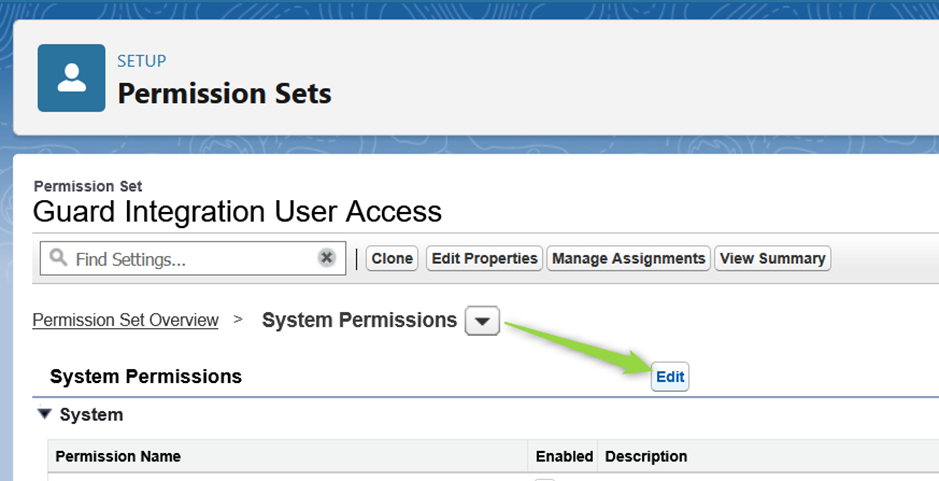 SETUP
Permission Sets
Permission Set
Guard Integration User Access
Find Settings... Clone Edit Properties Manage Assignments View Summary
Permission Set Overview > System Permissions
System Permissions Edit
System
Permission Name Enabled Description